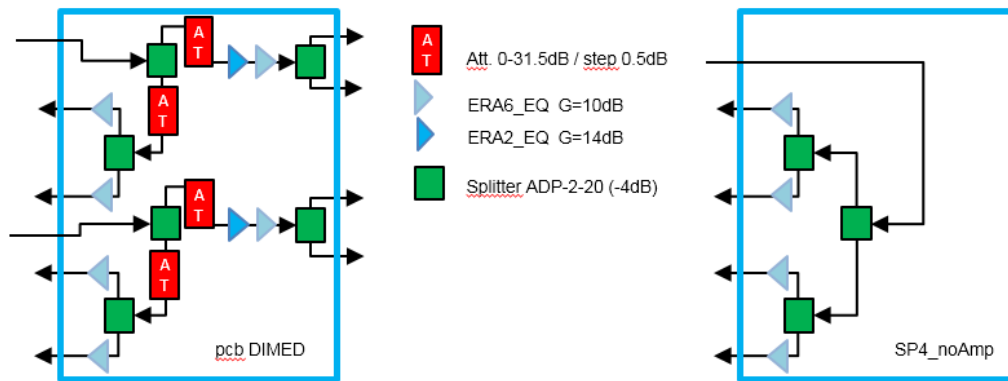 A
T
Att. 0-31.5dB / step 0.5dB
A
T
ERA6_EQ G=10dB
A
T
ERA2_EQ G=14dB
Splitter ADP-2-20 (-4dB)
A
T
A
T
pcb DIMED
SP4_noAmp